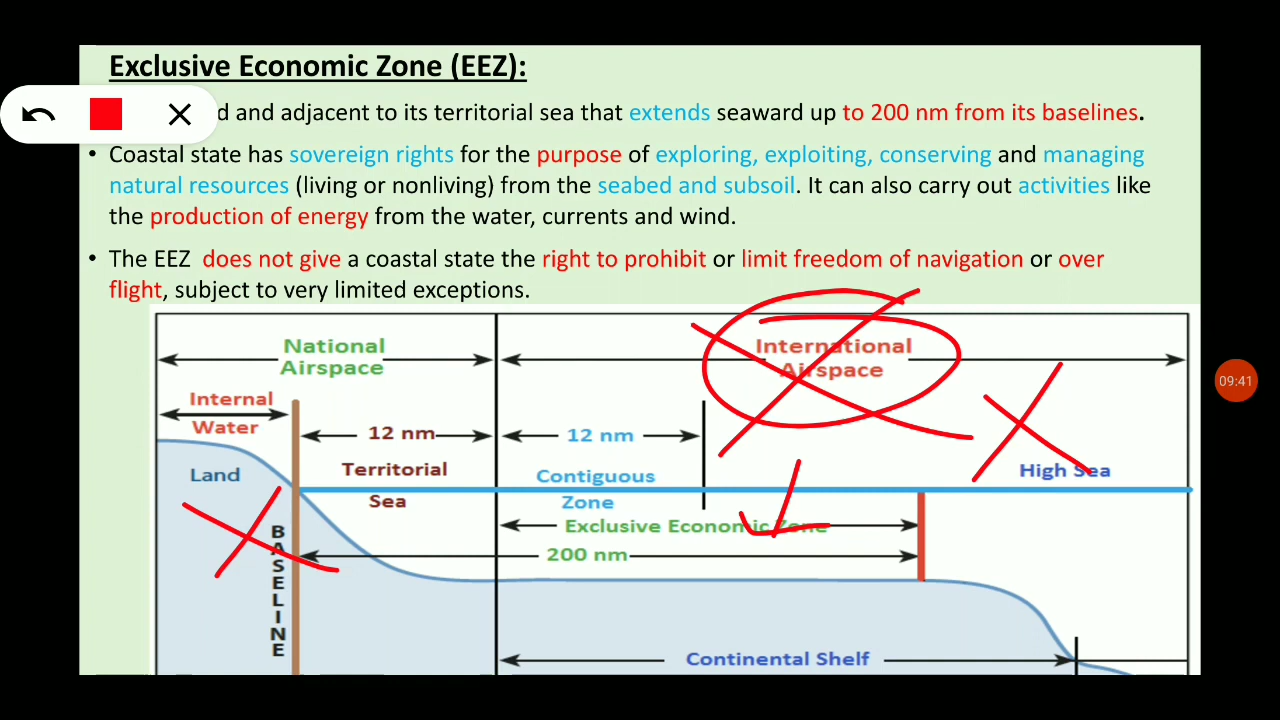 Exclusive Economic Zone (EEZ):
d and adjacent to its territorial sea that extends seaward up to 200 nm from its baselines.
• Coastal state has sovereign rights for the purpose of exploring, exploiting, conserving and managing
natural resources (living or nonliving) from the seabed and subsoil. It can also carry out activities like
the production of energy from the water, currents and wind.
• The EEZ does not give a coastal state the right to prohibit or limit freedom of navigation or over
flight, subject to very limited exceptions.
National
Airspace
International
Airspace
Internal
Water
12 nm
12 nm
09:41
Land
Territorial
Sea
Contiguous
Zone
High Sea
BASELINE
Exclusive Economic Zone
200 nm
Continental Shelf